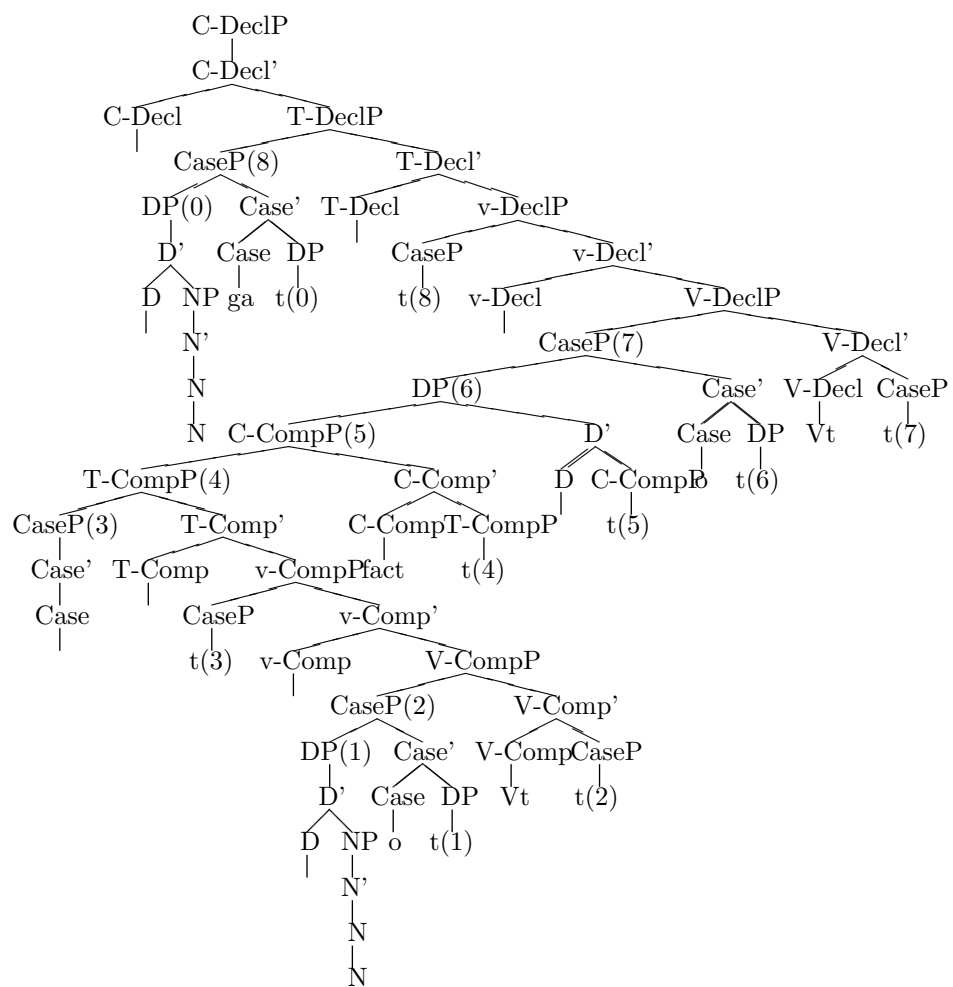 C-DeclP
C-Decl'
C-Decl T-DeclP
CaseP(8) T-Decl'
DP(0) Case' T-Decl v-DeclP
D' Case DP CaseP v-Decl'
D NP ga t(0) t(8) v-Decl V-DeclP
N' CaseP(7) V-Decl'
N DP(6) Case' V-Decl CaseP
N C-CompP(5) D' Case DP Vt t(7)
T-CompP(4) C-Comp' D C-CompP o t(6)
CaseP(3) T-Comp' C-Comp T-CompP t(5)
Case' T-Comp v-CompP fact t(4)
Case CaseP v-Comp'
t(3) v-Comp V-CompP
CaseP(2) V-Comp'
DP(1) Case' V-Comp CaseP
D' Case DP Vt t(2)
D NP o t(1)
N'
N
N